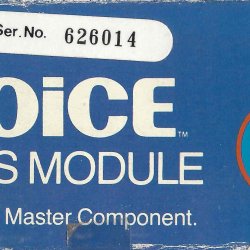 Ser.No. 626014
OiCE™
S MODULE
Master Component.